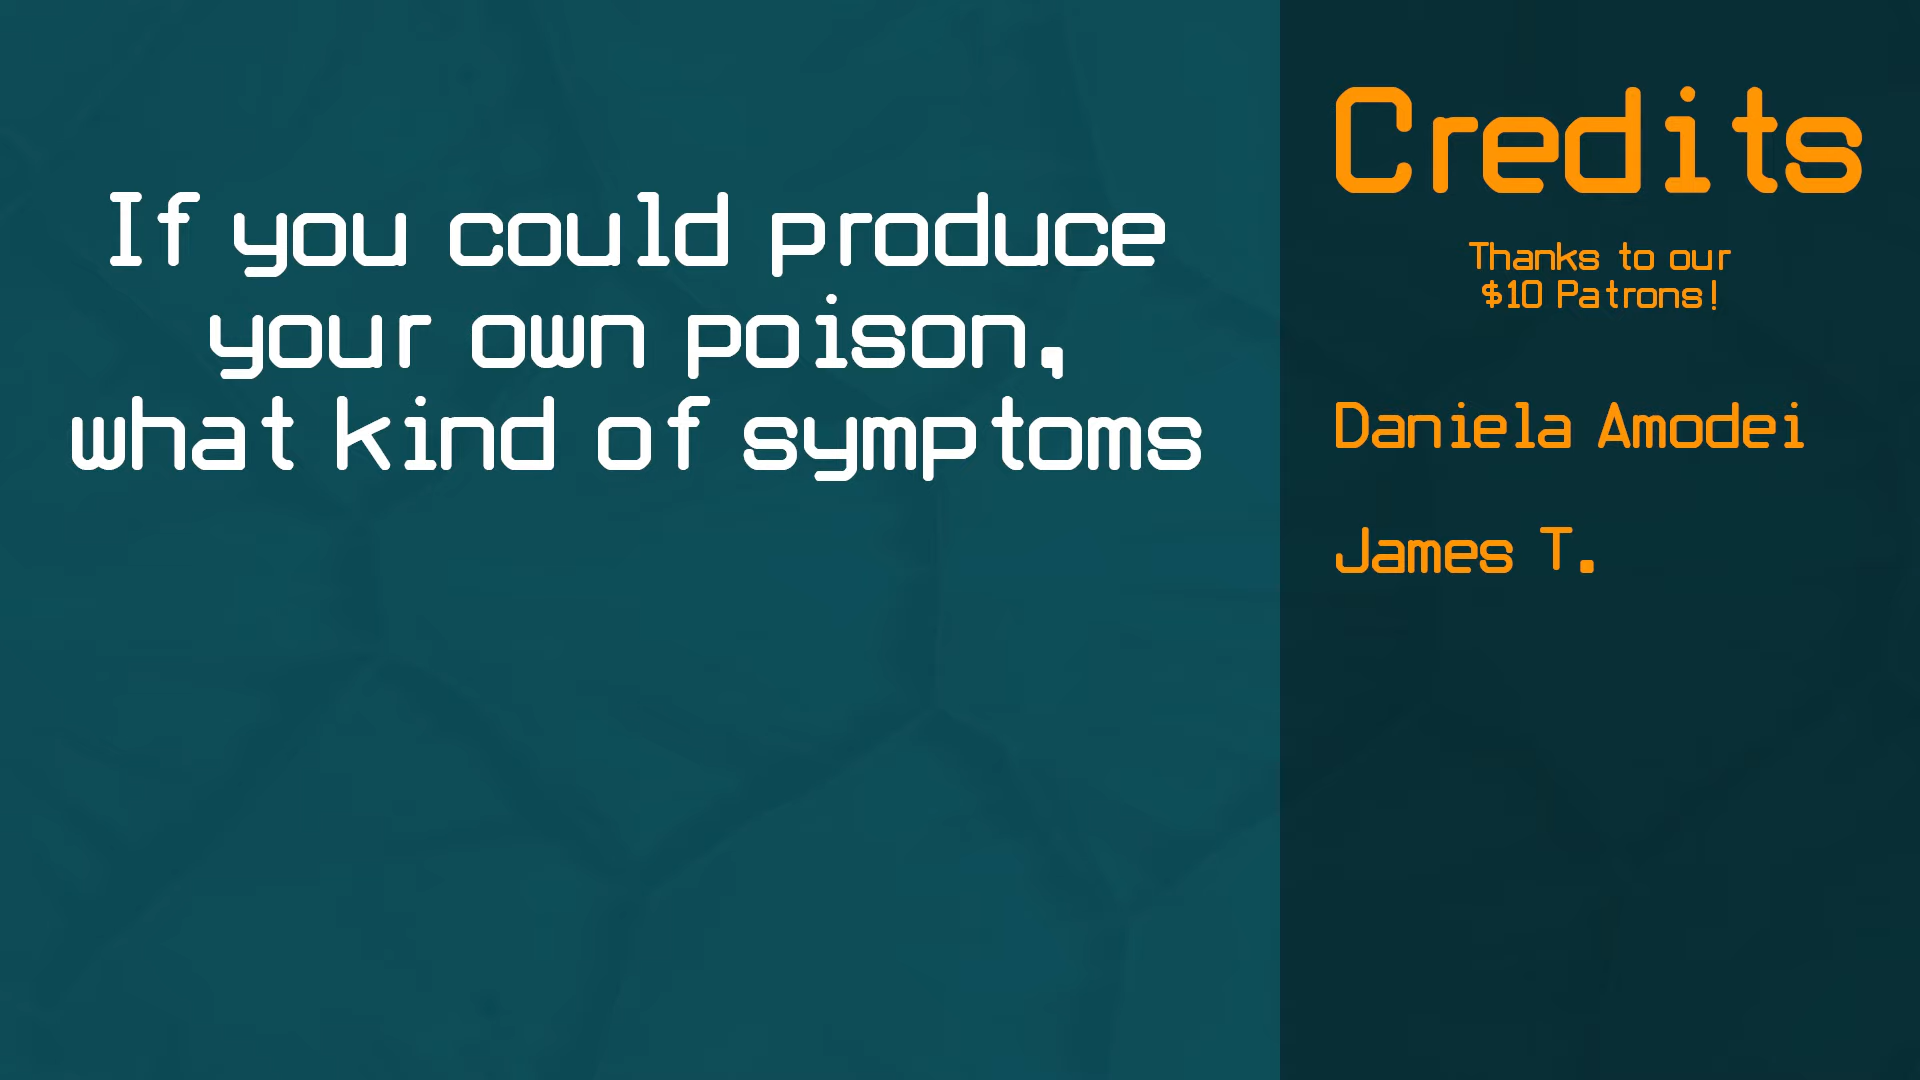 If you could produce
your own poison,
what kind of symptoms
Credits
Thanks to our
$10 Patrons!
Daniela Amodei
James T.